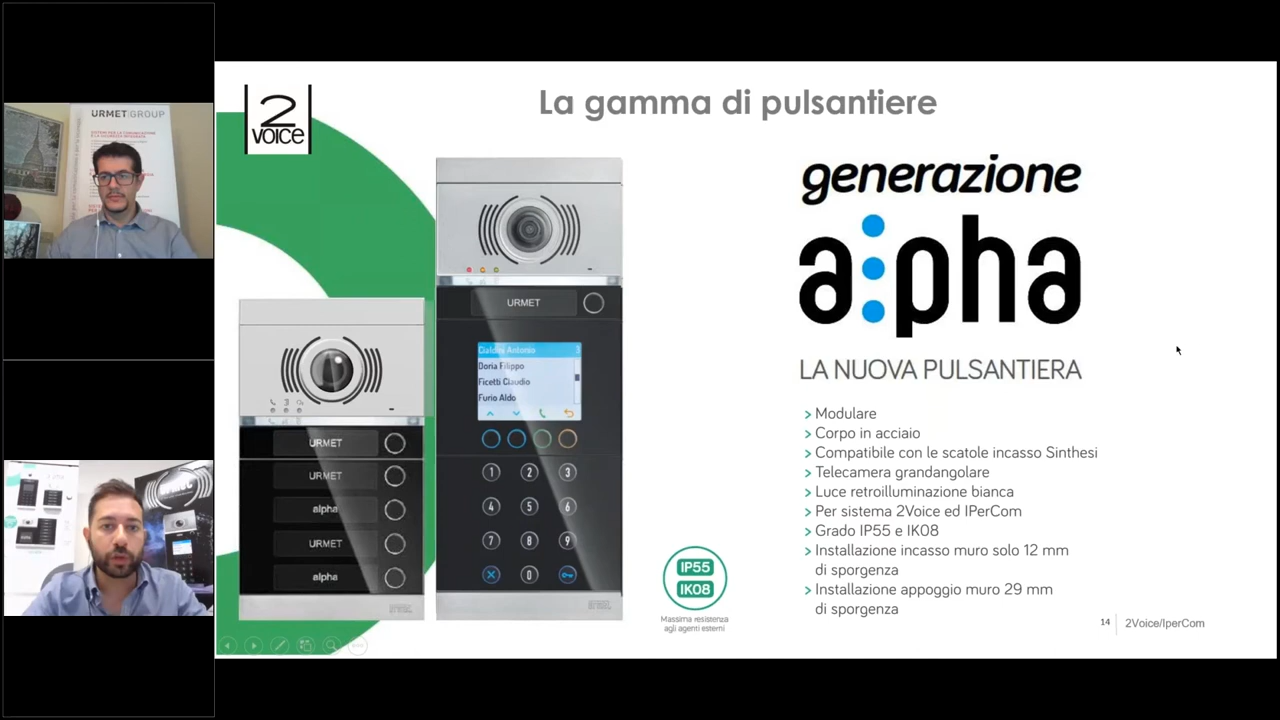 URMET GROUP
2
VOICE
La gamma di pulsantiere
URMET
URMET
alpha
URMET
alpha
URMET
Cialdini Antonio 3
Doria Filippo
Ficetti Claudio
Furio Aldo
1 2 3
4 5 6
7 8 9
0
generazione
alpha
LA NUOVA PULSANTIERA
> Modulare
> Corpo in acciaio
> Compatibile con le scatole incasso Sinthesi
> Telecamera grandangolare
> Luce retroilluminazione bianca
> Per sistema 2Voice ed IPerCom
> Grado IP55 e IK08
> Installazione incasso muro solo 12 mm
di sporgenza
> Installazione appoggio muro 29 mm
di sporgenza
IP55
IK08
Massima resistenza
agli agenti esterni
14 2Voice/IperCom